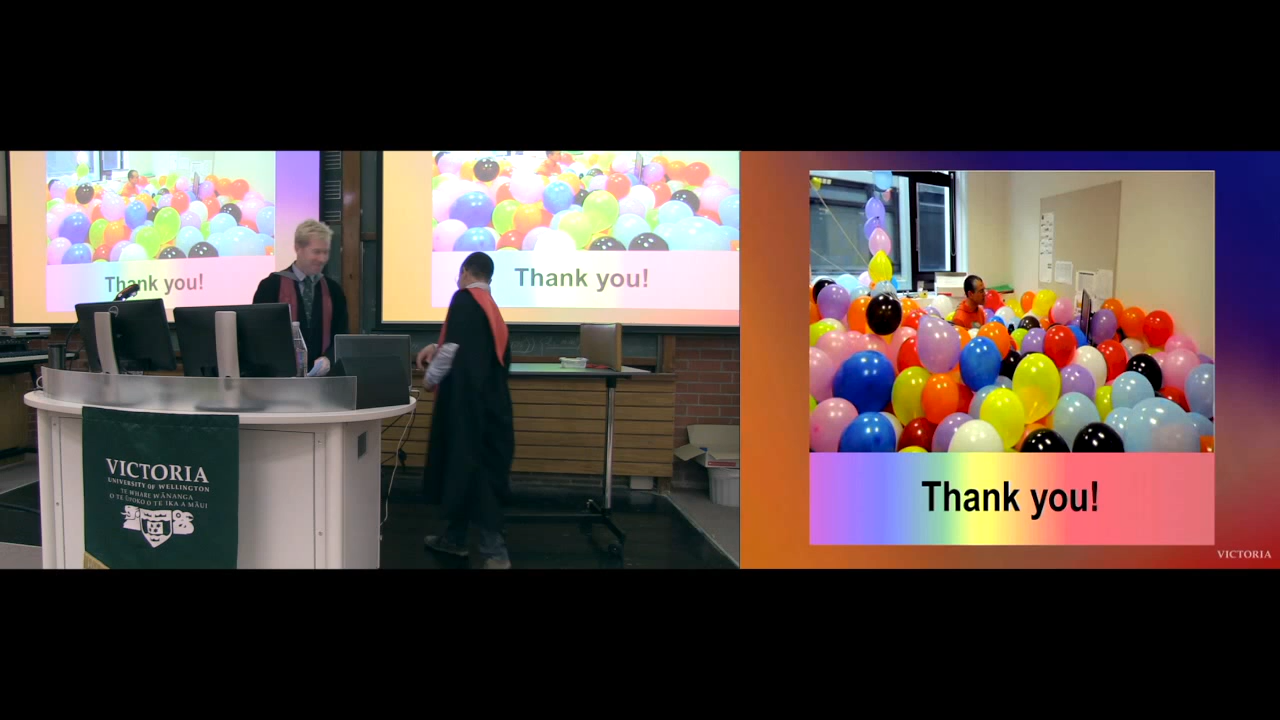 Thank you!
Thank you!
VICTORIA
UNIVERSITY OF WELLINGTON
TE WHARE WĀNANGA
O TE ŪPOKO O TE IKA A MĀUI
Thank you!
VICTORIA